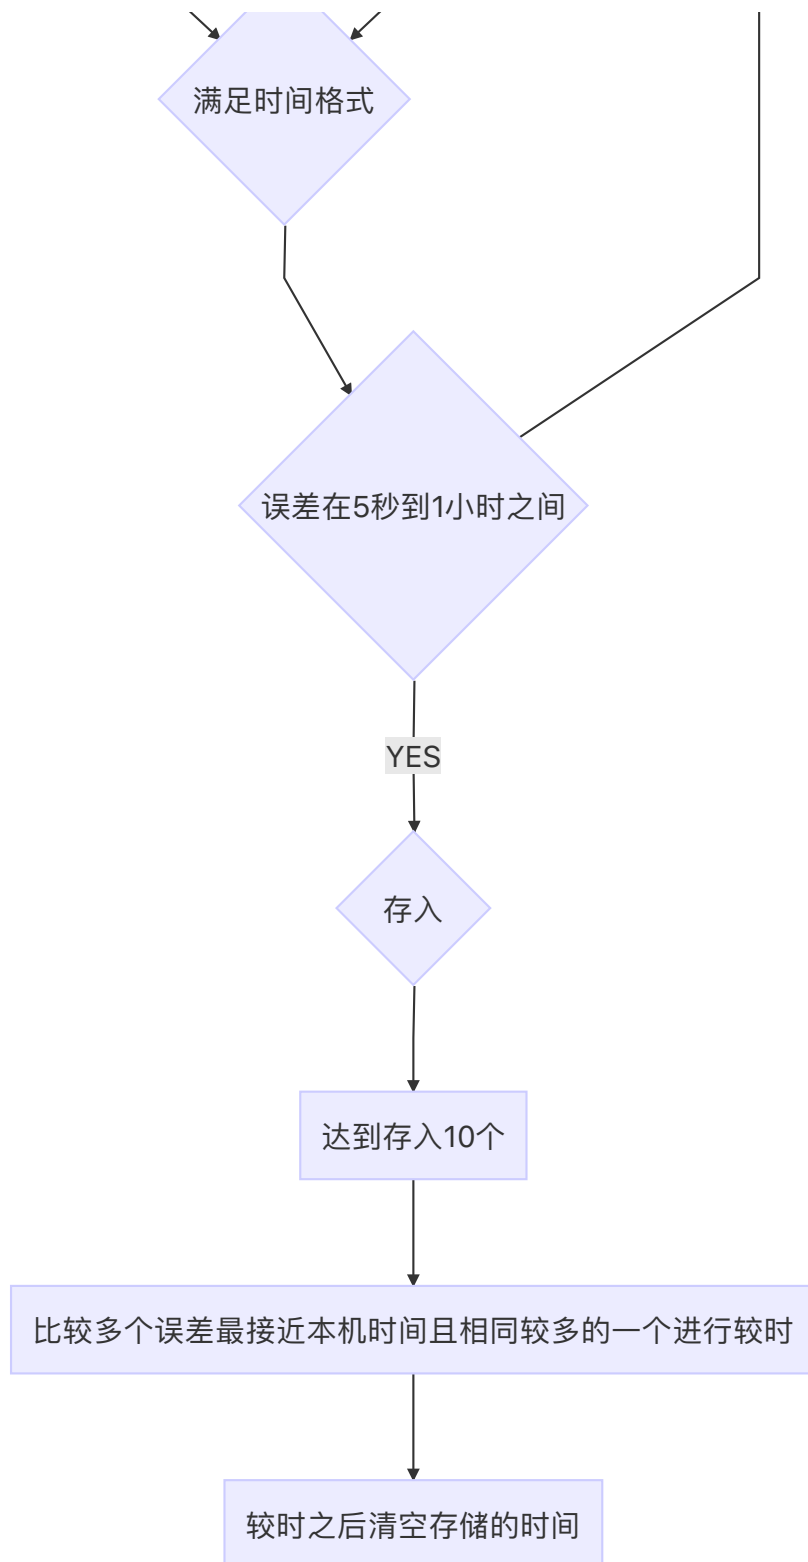 满足时间格式
误差在5秒到1小时之间
YES
存入
达到存入10个
比较多个误差最接近本机时间且相同较多的一个进行较时
较时之后清空存储的时间